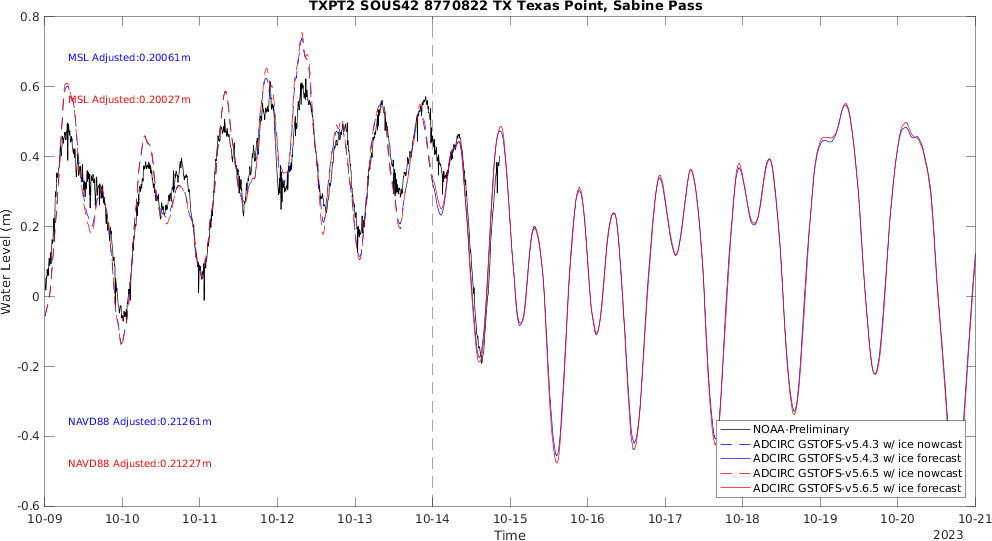 TXPT2 SOUS42 8770822 TX Texas Point, Sabine Pass
Water Level (m)
0.8
0.6
0.4
0.2
0
-0.2
-0.4
-0.6
MSL Adjusted:0.20061m
MSL Adjusted:0.20027m
NAVD88 Adjusted:0.21261m
NAVD88 Adjusted:0.21227m
NOAA-Preliminary
ADCIRC GSTOFS-v5.4.3 w/ ice nowcast
ADCIRC GSTOFS-v5.4.3 w/ ice forecast
ADCIRC GSTOFS-v5.6.5 w/ ice nowcast
ADCIRC GSTOFS-v5.6.5 w/ ice forecast
10-09 10-10 10-11 10-12 10-13 10-14 10-15 10-16 10-17 10-18 10-19 10-20 10-21
Time
2023